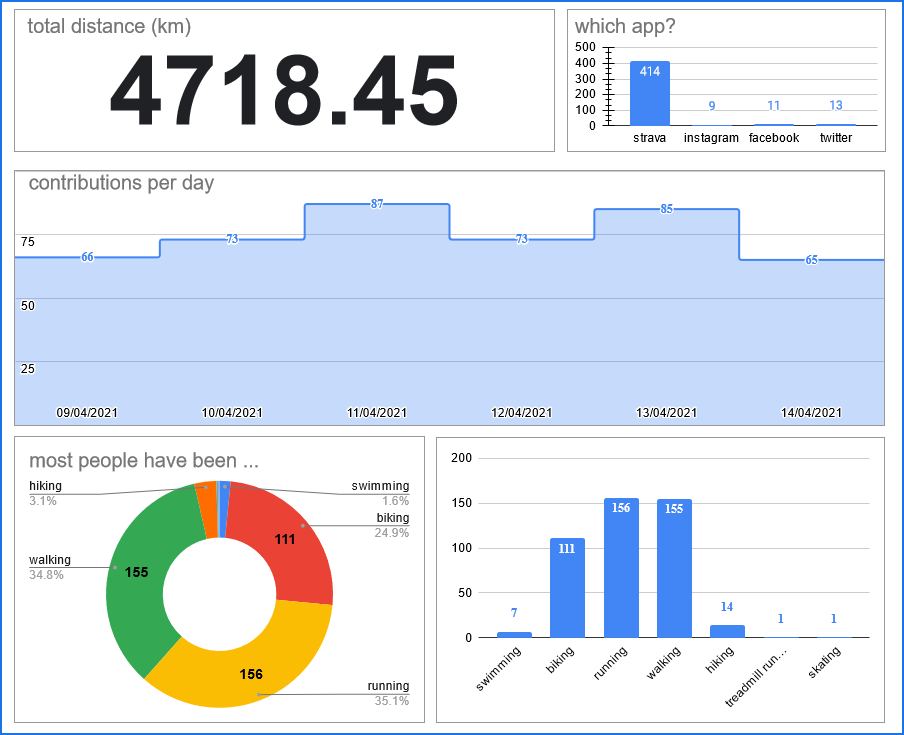 total distance (km)
4718.45
which app?
500
400
300
200
100
0
414
9
11
13
strava
instagram
facebook
twitter
contributions per day
75
50
25
66
73
87
73
85
65
09/04/2021
10/04/2021
11/04/2021
12/04/2021
13/04/2021
14/04/2021
most people have been ...
hiking
3.1%
walking
34.8%
swimming
1.6%
biking
24.9%
running
35.1%
111
155
156
200
150
100
50
0
7
111
156
155
14
1
1
swimming
biking
running
walking
hiking
treadmill run...
skating